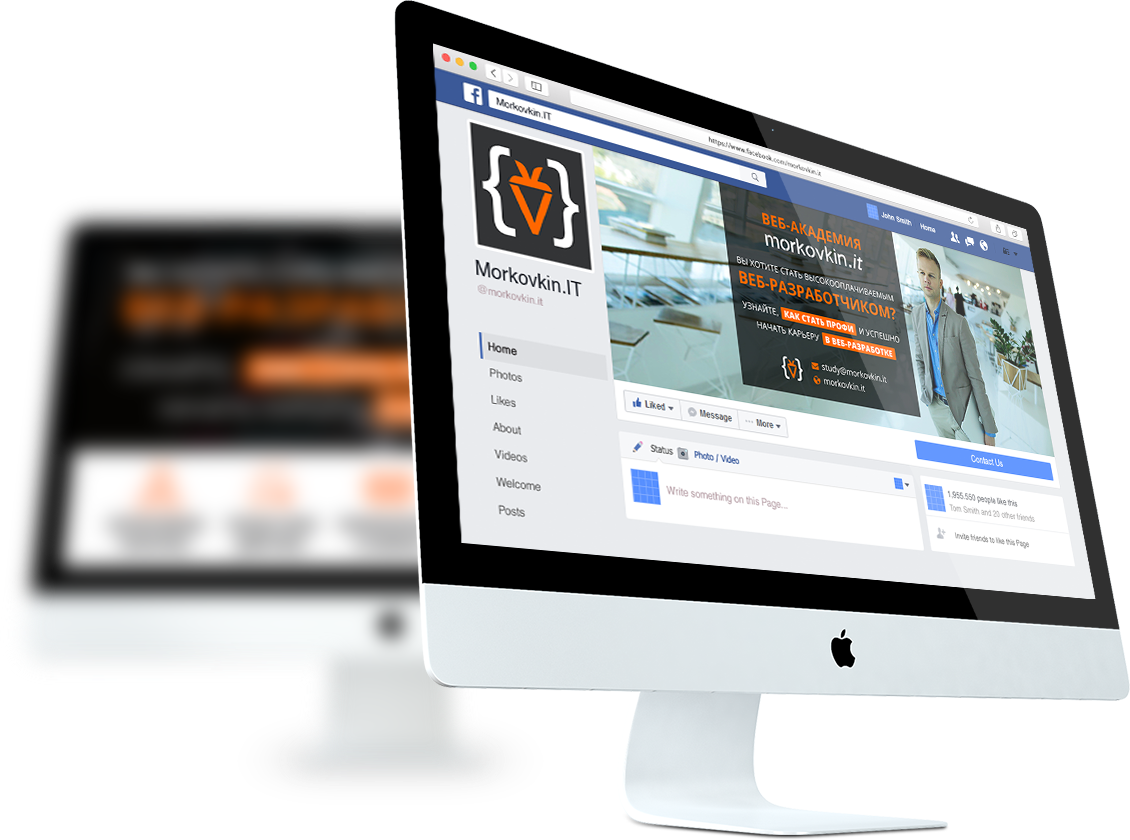 Morkovkin.IT
https://www.facebook.com/morkovkin.it
John Smith
Home
Morkovkin.IT
@morkovkin.it
Home
Photos
Likes
About
Videos
Welcome
Posts
ВЕБ-АКАДЕМИЯ
morkovkin.it
ВЫ ХОТИТЕ СТАТЬ ВЫСОКООПЛАЧИВАЕМЫМ
ВЕБ-РАЗРАБОТЧИКОМ?
УЗНАЙТЕ, КАК СТАТЬ ПРОФИ И УСПЕШНО
НАЧАТЬ КАРЬЕРУ В ВЕБ-РАЗРАБОТКЕ
study@morkovkin.it
morkovkin.it
Liked
Message
More
Contact Us
Status
Photo / Video
Write something on this Page...
1,955,550 people like this
Tom Smith and 20 other friends
Invite friends to like this Page